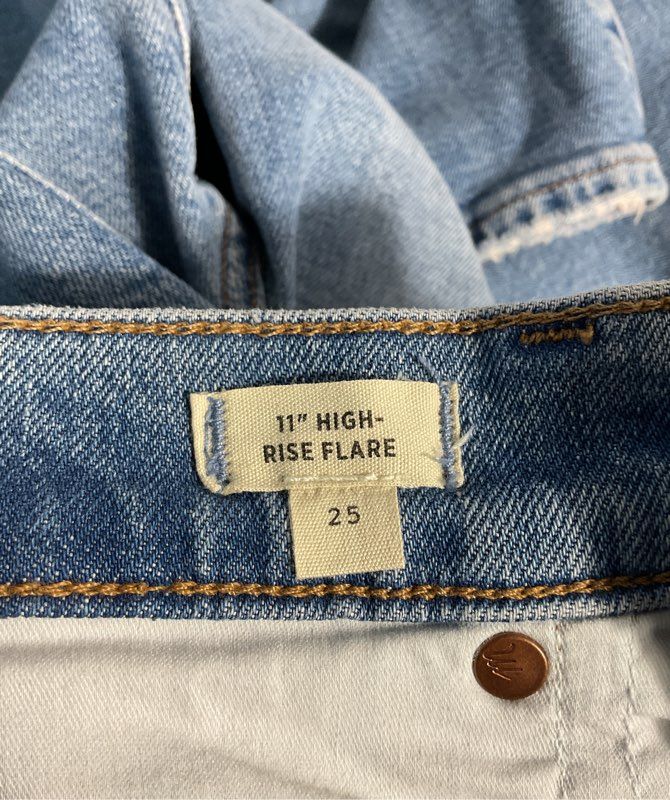 11" HIGH-
RISE FLARE
25